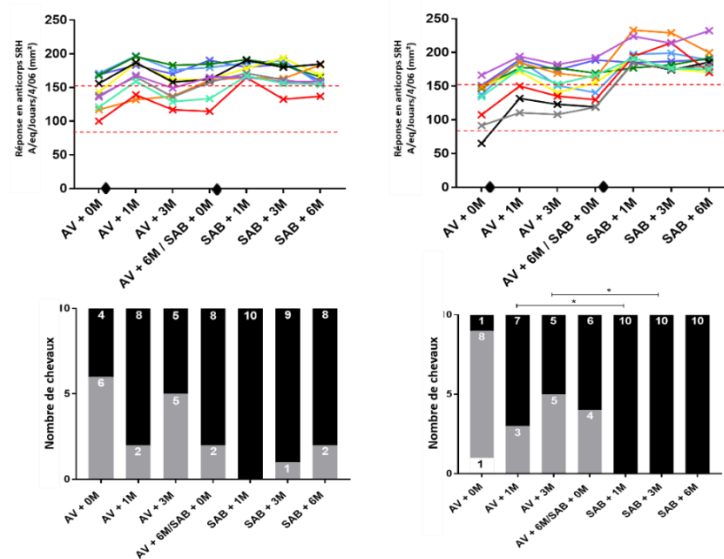 Réponse en anticorps SRH
A/eq/Jouars/4/06 (mm²)
250
200
150
100
50
0
AV + 0M
AV + 1M
AV + 3M
AV + 6M / SAB + 0M
SAB + 1M
SAB + 3M
SAB + 6M
Réponse en anticorps SRH
A/eq/Jouars/4/06 (mm²)
250
200
150
100
50
0
AV + 0M
AV + 1M
AV + 3M
AV + 6M / SAB + 0M
SAB + 1M
SAB + 3M
SAB + 6M
Nombre de chevaux
10
5
0
4 8 5 8 10 9 8
6 2 5 2 1 2
AV + 0M
AV + 1M
AV + 3M
AV + 6M/SAB + 0M
SAB + 1M
SAB + 3M
SAB + 6M
Nombre de chevaux
10
5
0
* *
1 7 5 6 10 10 10
8 3 5 4
1
AV + 0M
AV + 1M
AV + 3M
AV + 6M/SAB + 0M
SAB + 1M
SAB + 3M
SAB + 6M